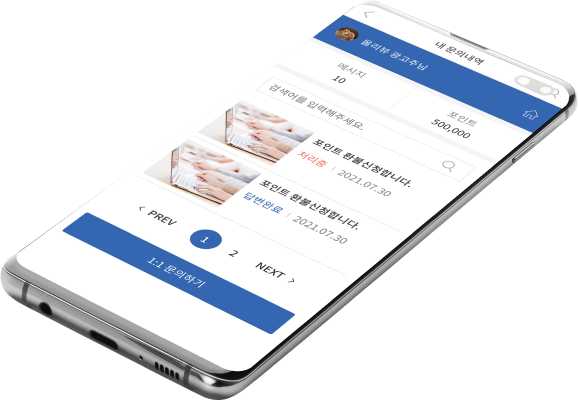 내 문의내역
올리뷰 광고주님
메시지
10
포인트
500,000
검색어를 입력해주세요.
포인트 환불신청합니다.
처리중 | 2021.07.30
포인트 환불신청합니다.
답변완료 | 2021.07.30
< PREV 1 2 NEXT >
1:1 문의하기